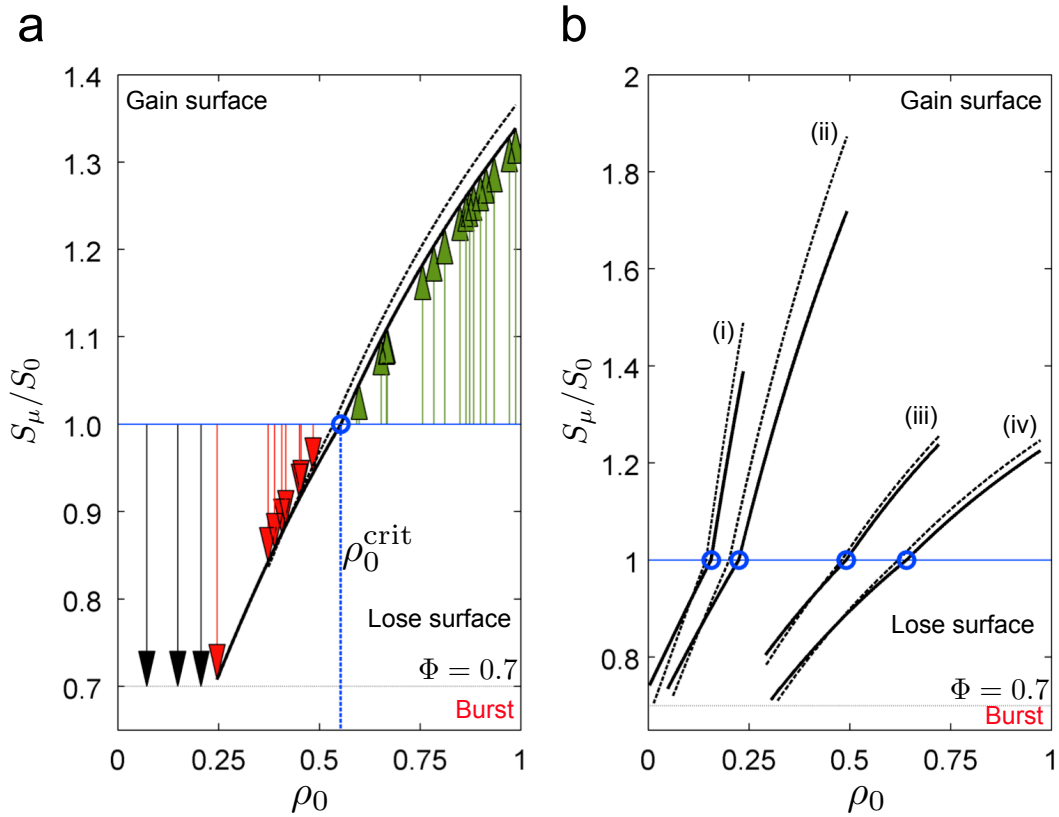 a
Gain surface
1.4
1.3
1.2
1.1
1.0
0.9
0.8
0.7
S_μ/S_0
ρ_0^crit
Lose surface
Φ = 0.7
Burst
0
0.25
0.5
0.75
1
ρ_0
b
Gain surface
2
1.8
1.6
1.4
1.2
1
0.8
S_μ/S_0
(i)
(ii)
(iii)
(iv)
Lose surface
Φ = 0.7
Burst
0
0.25
0.5
0.75
1
ρ_0